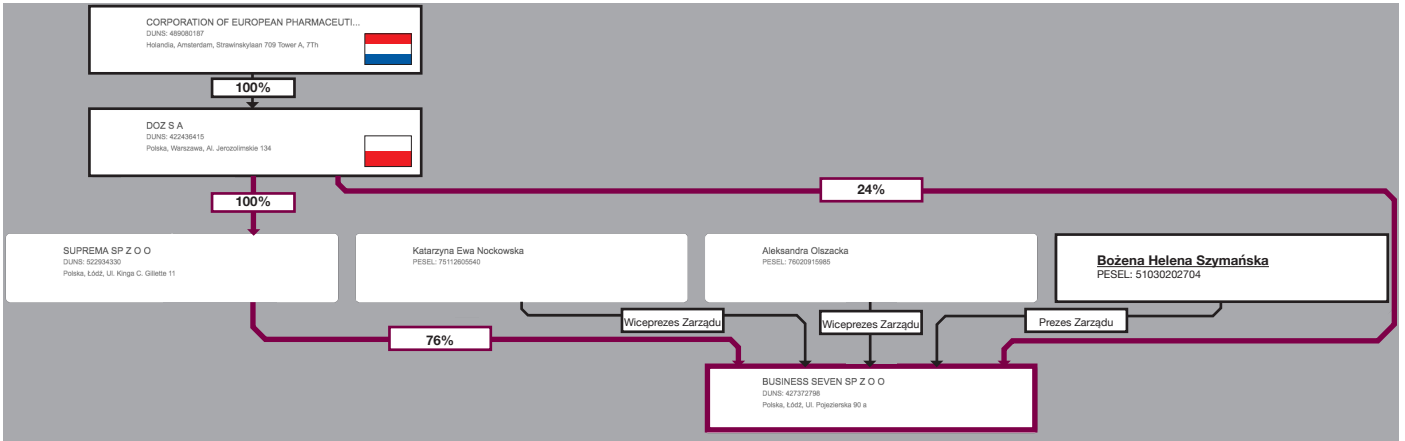 CORPORATION OF EUROPEAN PHARMACEUTI...
DUNS: 489080187
Holandia, Amsterdam, Strawinskylaan 709 Tower A, 7Th
100%
DOZ S A
DUNS: 422436415
Polska, Warszawa, Al. Jerozolimskie 134
24%
100%
SUPREMA SP Z O O
DUNS: 522934330
Polska, Łódź, Ul. Kinga C. Gillette 11
Katarzyna Ewa Nockowska
PESEL: 75112605540
Aleksandra Olszacka
PESEL: 76020915985
Bożena Helena Szymańska
PESEL: 51030202704
Wiceprezes Zarządu
Wiceprezes Zarządu
Prezes Zarządu
76%
BUSINESS SEVEN SP Z O O
DUNS: 427372798
Polska, Łódź, Ul. Pojezierska 90 a